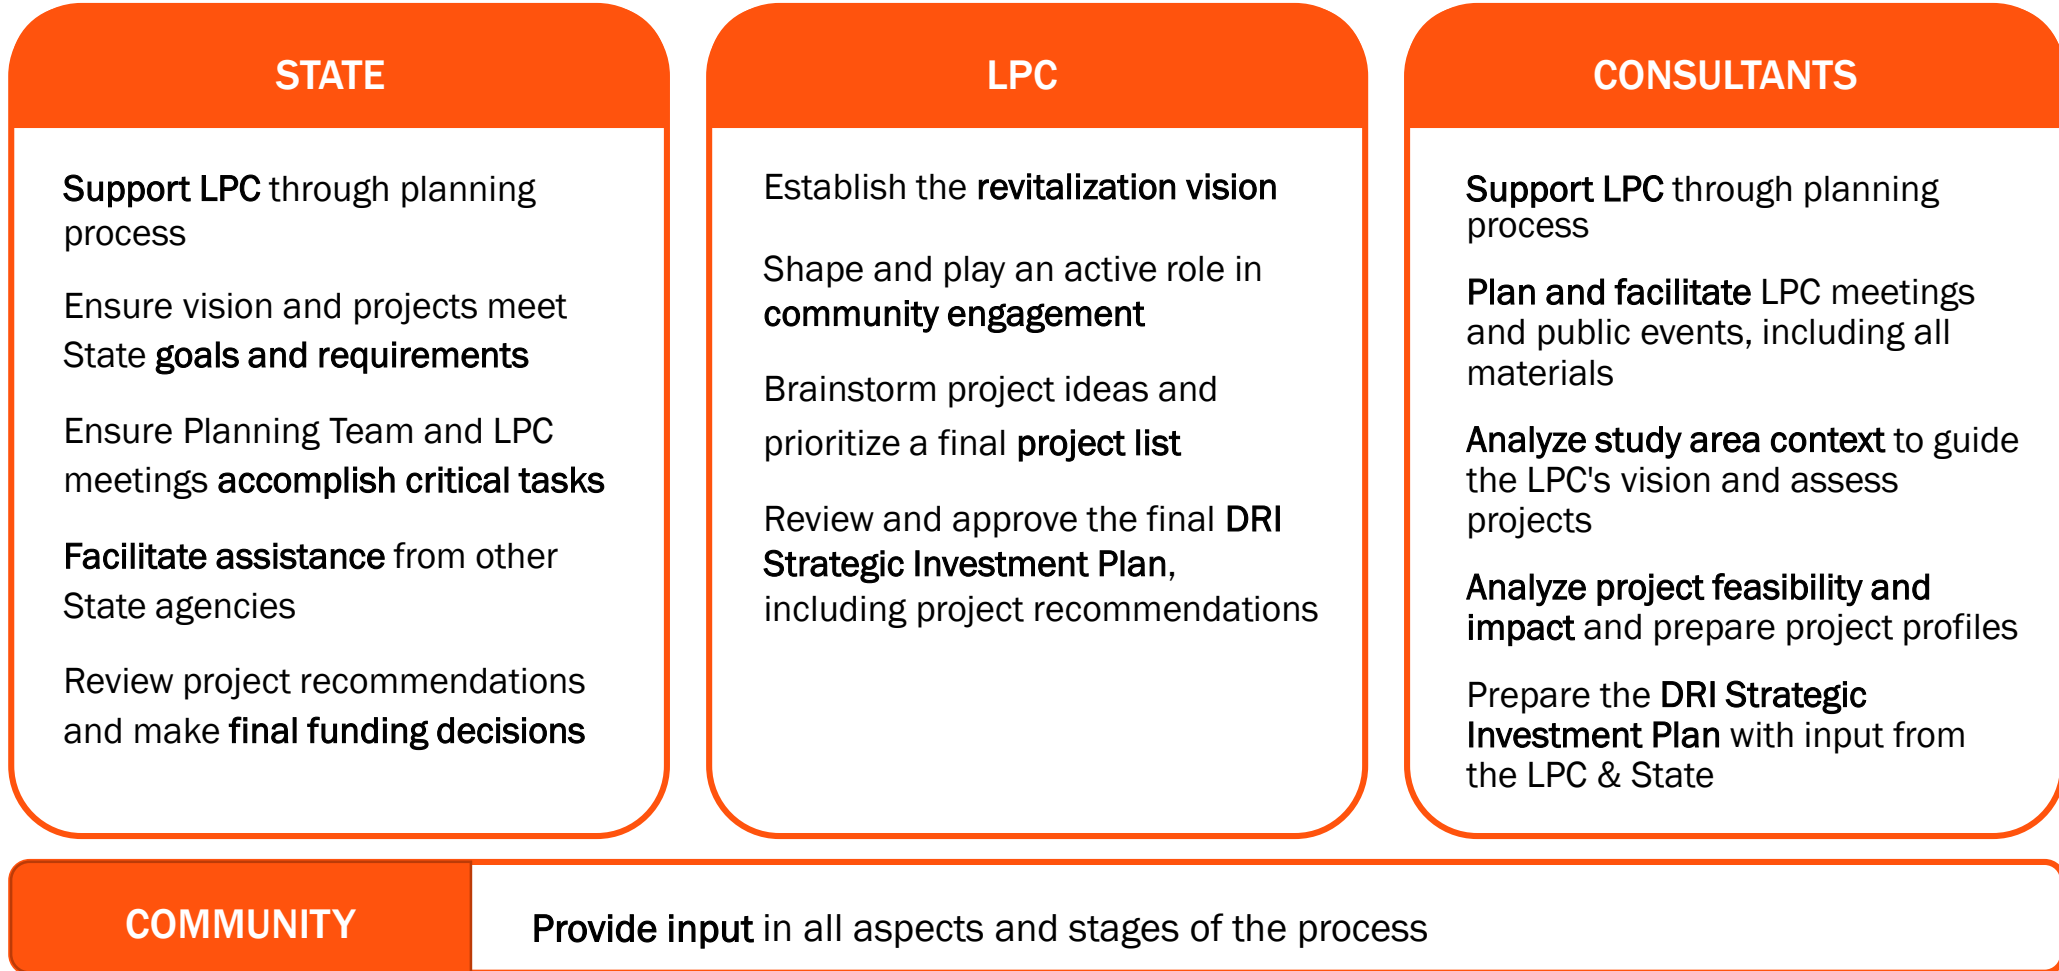 STATE
Support LPC through planning
process
Ensure vision and projects meet
State goals and requirements
Ensure Planning Team and LPC
meetings accomplish critical tasks
Facilitate assistance from other
State agencies
Review project recommendations
and make final funding decisions
LPC
Establish the revitalization vision
Shape and play an active role in
community engagement
Brainstorm project ideas and
prioritize a final project list
Review and approve the final DRI
Strategic Investment Plan,
including project recommendations
CONSULTANTS
Support LPC through planning
process
Plan and facilitate LPC meetings
and public events, including all
materials
Analyze study area context to guide
the LPC's vision and assess
projects
Analyze project feasibility and
impact and prepare project profiles
Prepare the DRI Strategic
Investment Plan with input from
the LPC & State
COMMUNITY
Provide input in all aspects and stages of the process